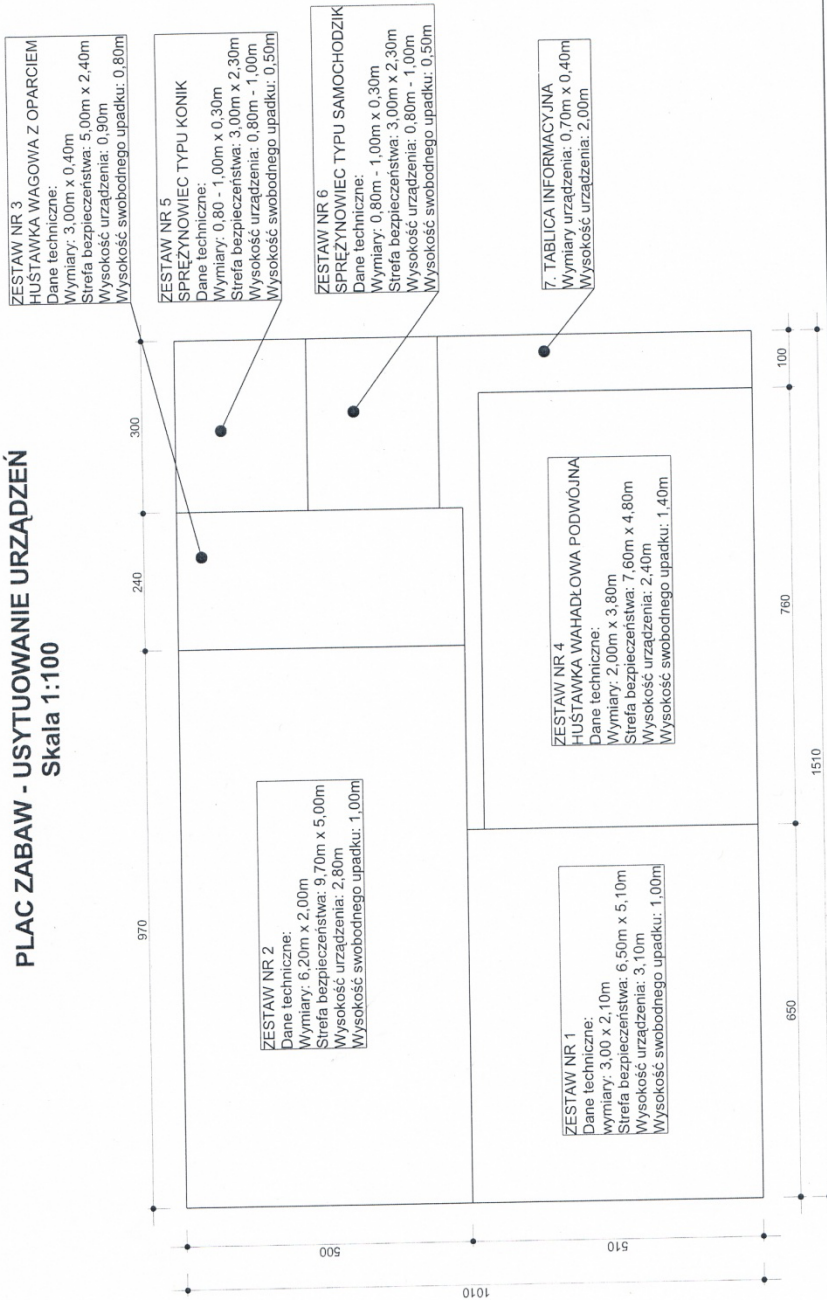 PLAC ZABAW - USYTUOWANIE URZĄDZEŃ
Skala 1:100
970
240
300
ZESTAW NR 3
HUŚTAWKA WAGOWA Z OPARCIEM
Dane techniczne:
Wymiary: 3,00m x 0,40m
Strefa bezpieczeństwa: 5,00m x 2,40m
Wysokość urządzenia: 0,90m
Wysokość swobodnego upadku: 0,80m
ZESTAW NR 5
SPRĘŻYNOWIEC TYPU KONIK
Dane techniczne:
Wymiary: 0,80 - 1,00m x 0,30m
Strefa bezpieczeństwa: 3,00m x 2,30m
Wysokość urządzenia: 0,80m - 1,00m
Wysokość swobodnego upadku: 0,50m
ZESTAW NR 6
SPRĘŻYNOWIEC TYPU SAMOCHODZIK
Dane techniczne:
Wymiary: 0,80m - 1,00m x 0,30m
Strefa bezpieczeństwa: 3,00m x 2,30m
Wysokość urządzenia: 0,80m - 1,00m
Wysokość swobodnego upadku: 0,50m
7. TABLICA INFORMACYJNA
Wymiary urządzenia: 0,70m x 0,40m
Wysokość urządzenia: 2,00m
ZESTAW NR 2
Dane techniczne:
Wymiary: 6,20m x 2,00m
Strefa bezpieczeństwa: 9,70m x 5,00m
Wysokość urządzenia: 2,80m
Wysokość swobodnego upadku: 1,00m
ZESTAW NR 4
HUŚTAWKA WAHADŁOWA PODWÓJNA
Dane techniczne:
Wymiary: 2,00m x 3,80m
Strefa bezpieczeństwa: 7,60m x 4,80m
Wysokość urządzenia: 2,40m
Wysokość swobodnego upadku: 1,40m
ZESTAW NR 1
Dane techniczne:
wymiary: 3,00 x 2,10m
Strefa bezpieczeństwa: 6,50m x 5,10m
Wysokość urządzenia: 3,10m
Wysokość swobodnego upadku: 1,00m
500
510
1010
650
760
100
1510